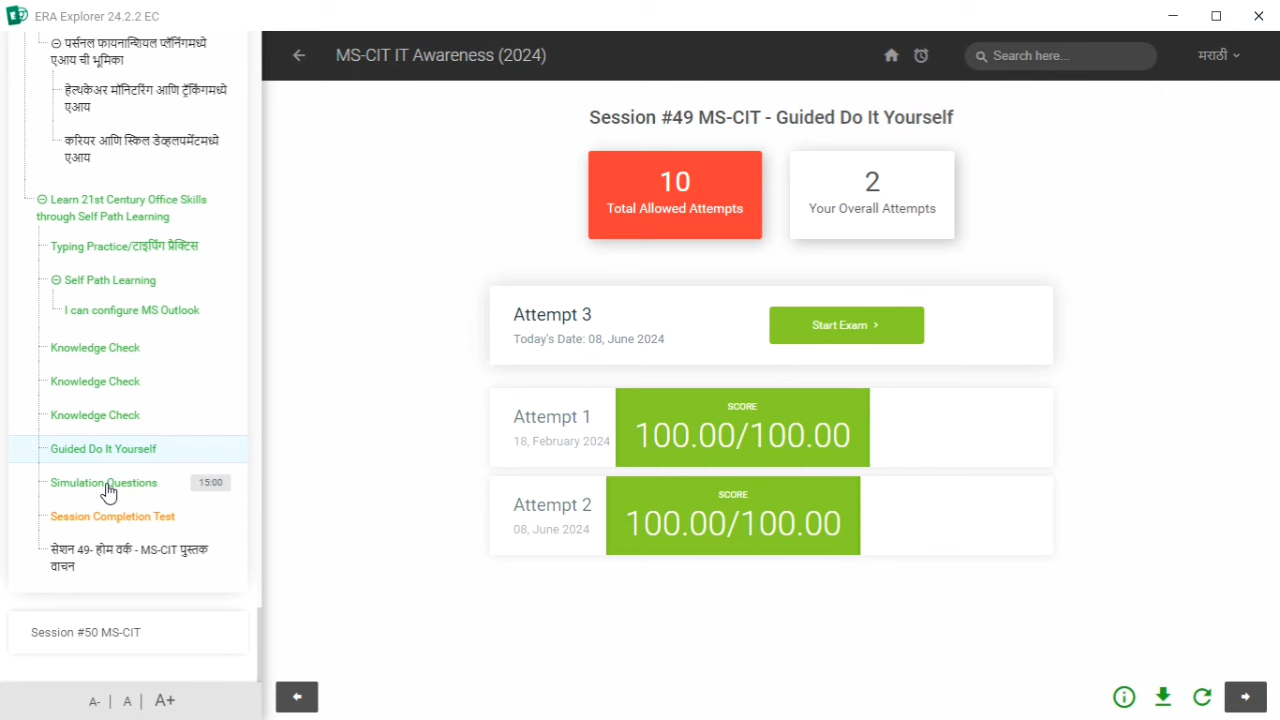 ERA Explorer 24.2.2 EC
पर्सनल फायनान्शियल प्लॅनिंगमध्ये
एआय ची भूमिका
हेल्थकेअर मॉनिटरिंग आणि ट्रॅकिंगमध्ये
एआय
करियर आणि स्किल डेव्हलपमेंटमध्ये
एआय
Learn 21st Century Office Skills
through Self Path Learning
Typing Practice/टाइपिंग प्रॅक्टिस
Self Path Learning
I can configure MS Outlook
Knowledge Check
Knowledge Check
Knowledge Check
Guided Do It Yourself
Simulation Questions 15:00
Session Completion Test
सेशन 49- होम वर्क - MS-CIT पुस्तक
वाचन
Session #50 MS-CIT
A- | A | A+
MS-CIT IT Awareness (2024)
Search here...
मराठी
Session #49 MS-CIT - Guided Do It Yourself
10
Total Allowed Attempts
2
Your Overall Attempts
Attempt 3
Today's Date: 08, June 2024
Start Exam
Attempt 1
18, February 2024
SCORE
100.00/100.00
Attempt 2
08, June 2024
SCORE
100.00/100.00